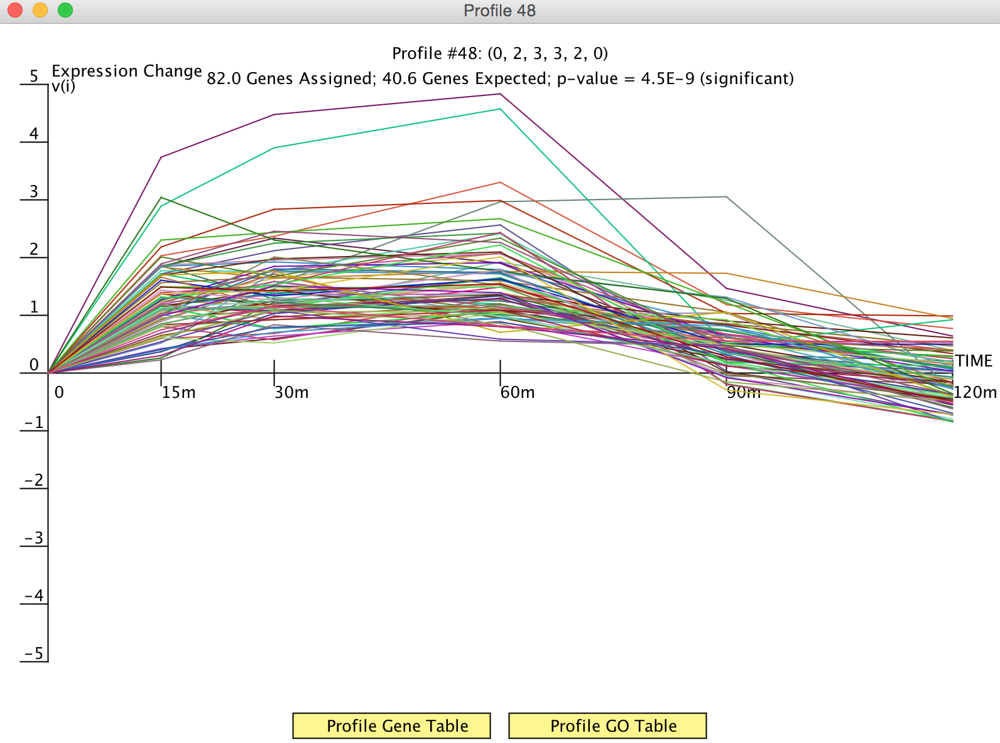 Profile 48
Profile #48: (0, 2, 3, 3, 2, 0)
Expression Change
v(i)
82.0 Genes Assigned; 40.6 Genes Expected; p-value = 4.5E-9 (significant)
5
4
3
2
1
0
-1
-2
-3
-4
-5
0 15m 30m 60m 90m 120m
TIME
Profile Gene Table
Profile GO Table